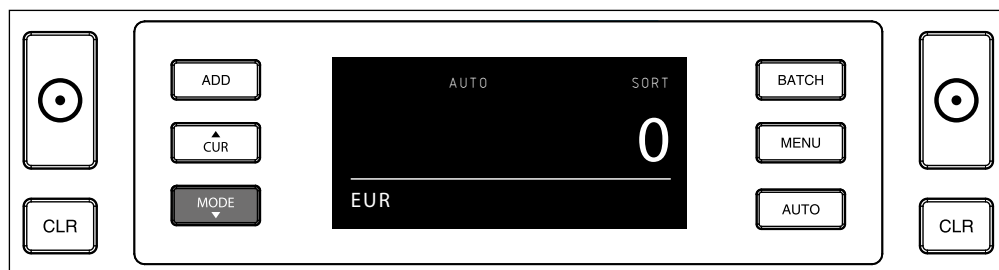 ADD
CUR
MODE
CLR
AUTO SORT
0
EUR
BATCH
MENU
AUTO
CLR